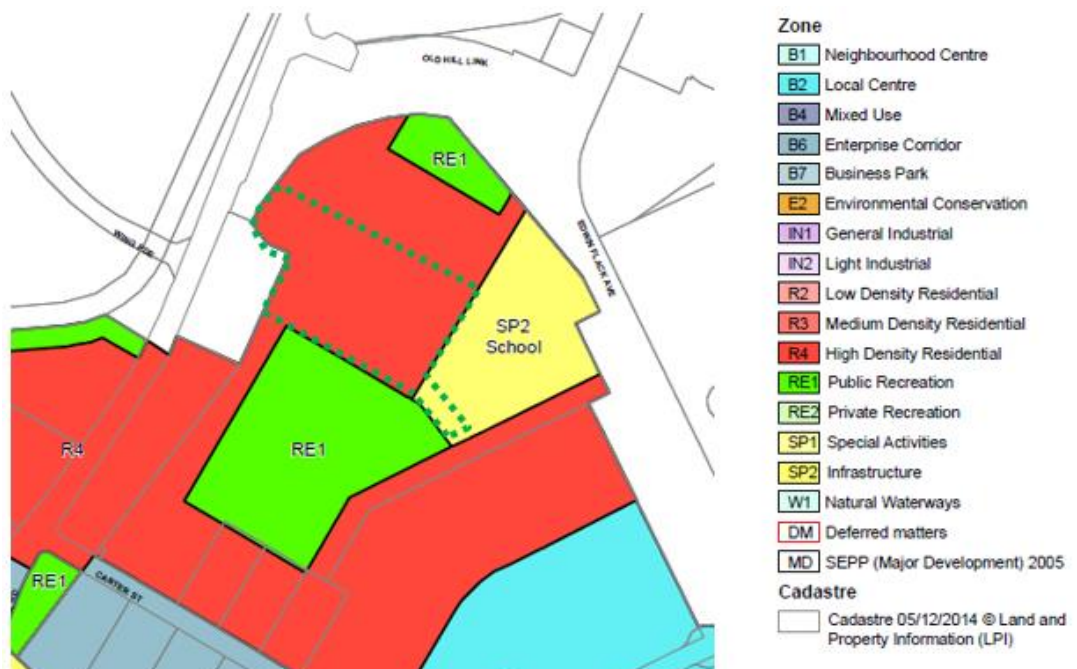 OLD HILL LINK
RE1
EDWIN FLACK AVE
SP2
School
RE1
R4
RE1
CARTER ST
Zone
B1 Neighbourhood Centre
B2 Local Centre
B4 Mixed Use
B6 Enterprise Corridor
B7 Business Park
E2 Environmental Conservation
IN1 General Industrial
IN2 Light Industrial
R2 Low Density Residential
R3 Medium Density Residential
R4 High Density Residential
RE1 Public Recreation
RE2 Private Recreation
SP1 Special Activities
SP2 Infrastructure
W1 Natural Waterways
DM Deferred matters
MD SEPP (Major Development) 2005
Cadastre
Cadastre 05/12/2014 © Land and
Property Information (LPI)